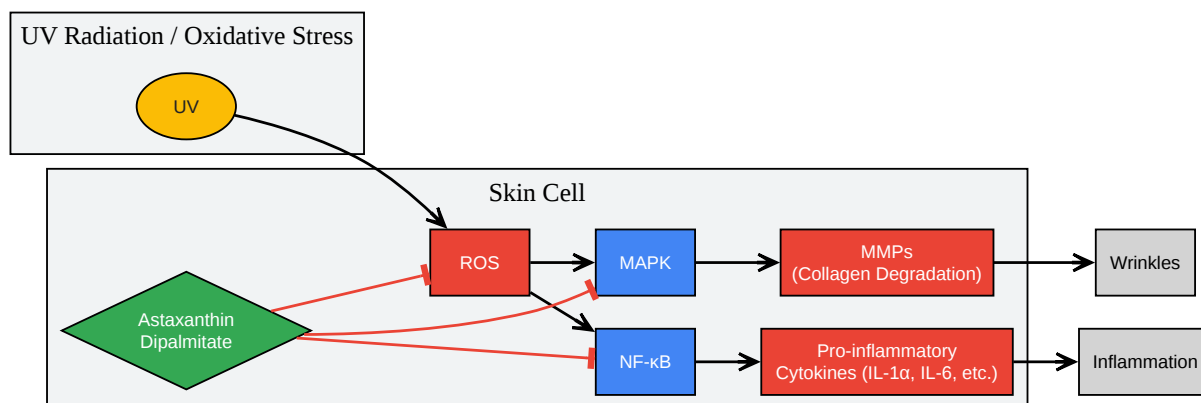 UV Radiation / Oxidative Stress
UV
Skin Cell
ROS
MAPK
MMPs
(Collagen Degradation)
Wrinkles
Astaxanthin
Dipalmitate
NF-κB
Pro-inflammatory
Cytokines (IL-1α, IL-6, etc.)
Inflammation